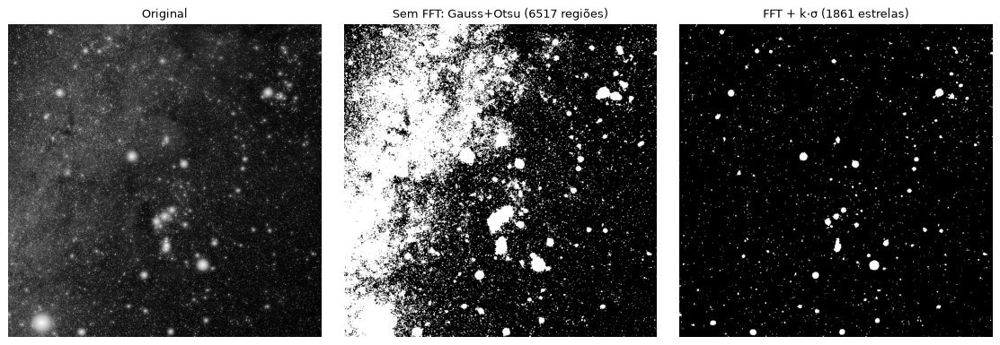 Original
Sem FFT: Gauss+Otsu (6517 regiões)
FFT + k·σ (1861 estrelas)